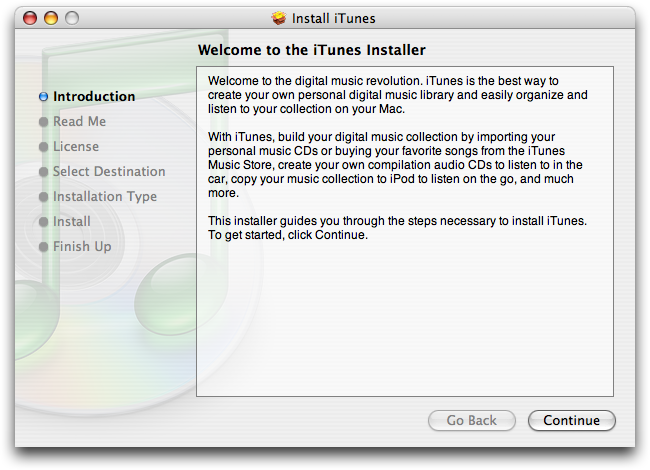 Install iTunes
Welcome to the iTunes Installer
Introduction
Read Me
License
Select Destination
Installation Type
Install
Finish Up
Welcome to the digital music revolution. iTunes is the best way to
create your own personal digital music library and easily organize and
listen to your collection on your Mac.
With iTunes, build your digital music collection by importing your
personal music CDs or buying your favorite songs from the iTunes
Music Store, create your own compilation audio CDs to listen to in the
car, copy your music collection to iPod to listen on the go, and much
more.
This installer guides you through the steps necessary to install iTunes.
To get started, click Continue.
Go Back
Continue